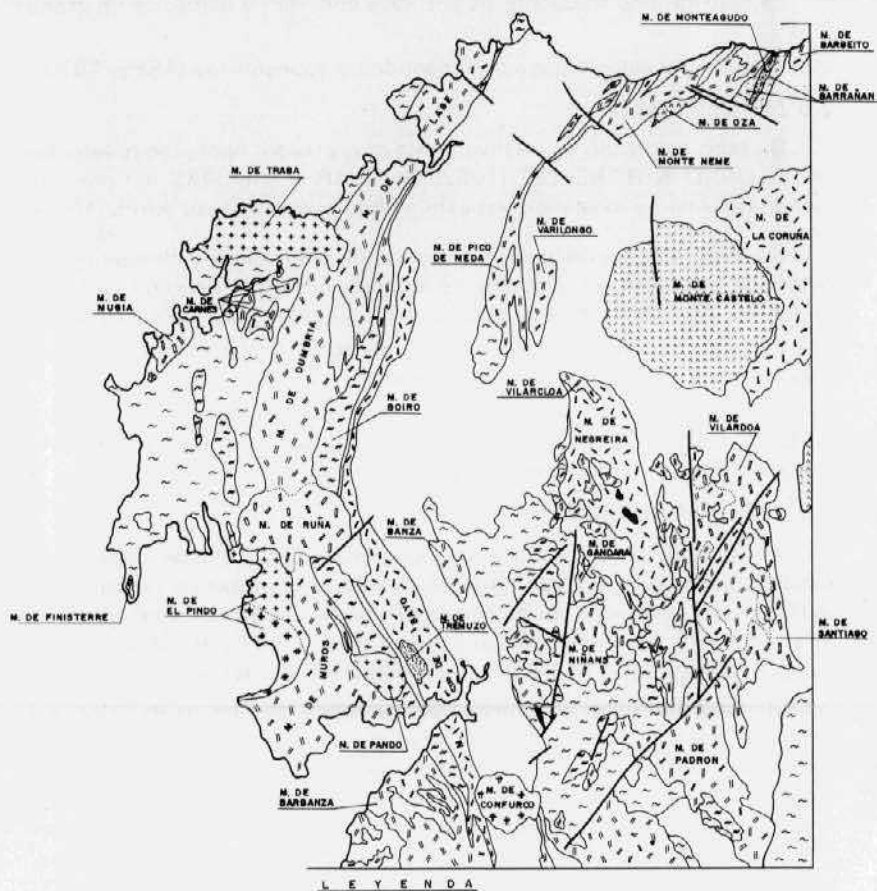 M. DE MONTEAGUDO
M. DE
BARBEITO
M. DE
BARRAÑAN
M. DE OZA
M. DE
MONTE NEME
M. DE LAGE
M. DE TRABA
M. DE
VARILONGO
M. DE PICO
DE MEDA
M. DE
LA CORUÑA
M. DE
MONTE CASTELO
M. DE
MUGIA
M. DE
CARNES
M. DE DUMBRIA
M. DE
BOIRO
M. DE
VILARCLOA
M. DE
NEGREIRA
M. DE
VILARDOA
M. DE RUÑA
M. DE
BANZA
M. DE
GANDARA
M. DE FINISTERRE
M. DE
EL PINDO
M. DE MUROS
M. DE
TREMUZO
M. DE
NIÑANS
M. DE
SANTIAGO
M. DE PANDO
M. DE
PADRON
M. DE
BARBANZA
M. DE
CONFURCO
L E Y E N D A